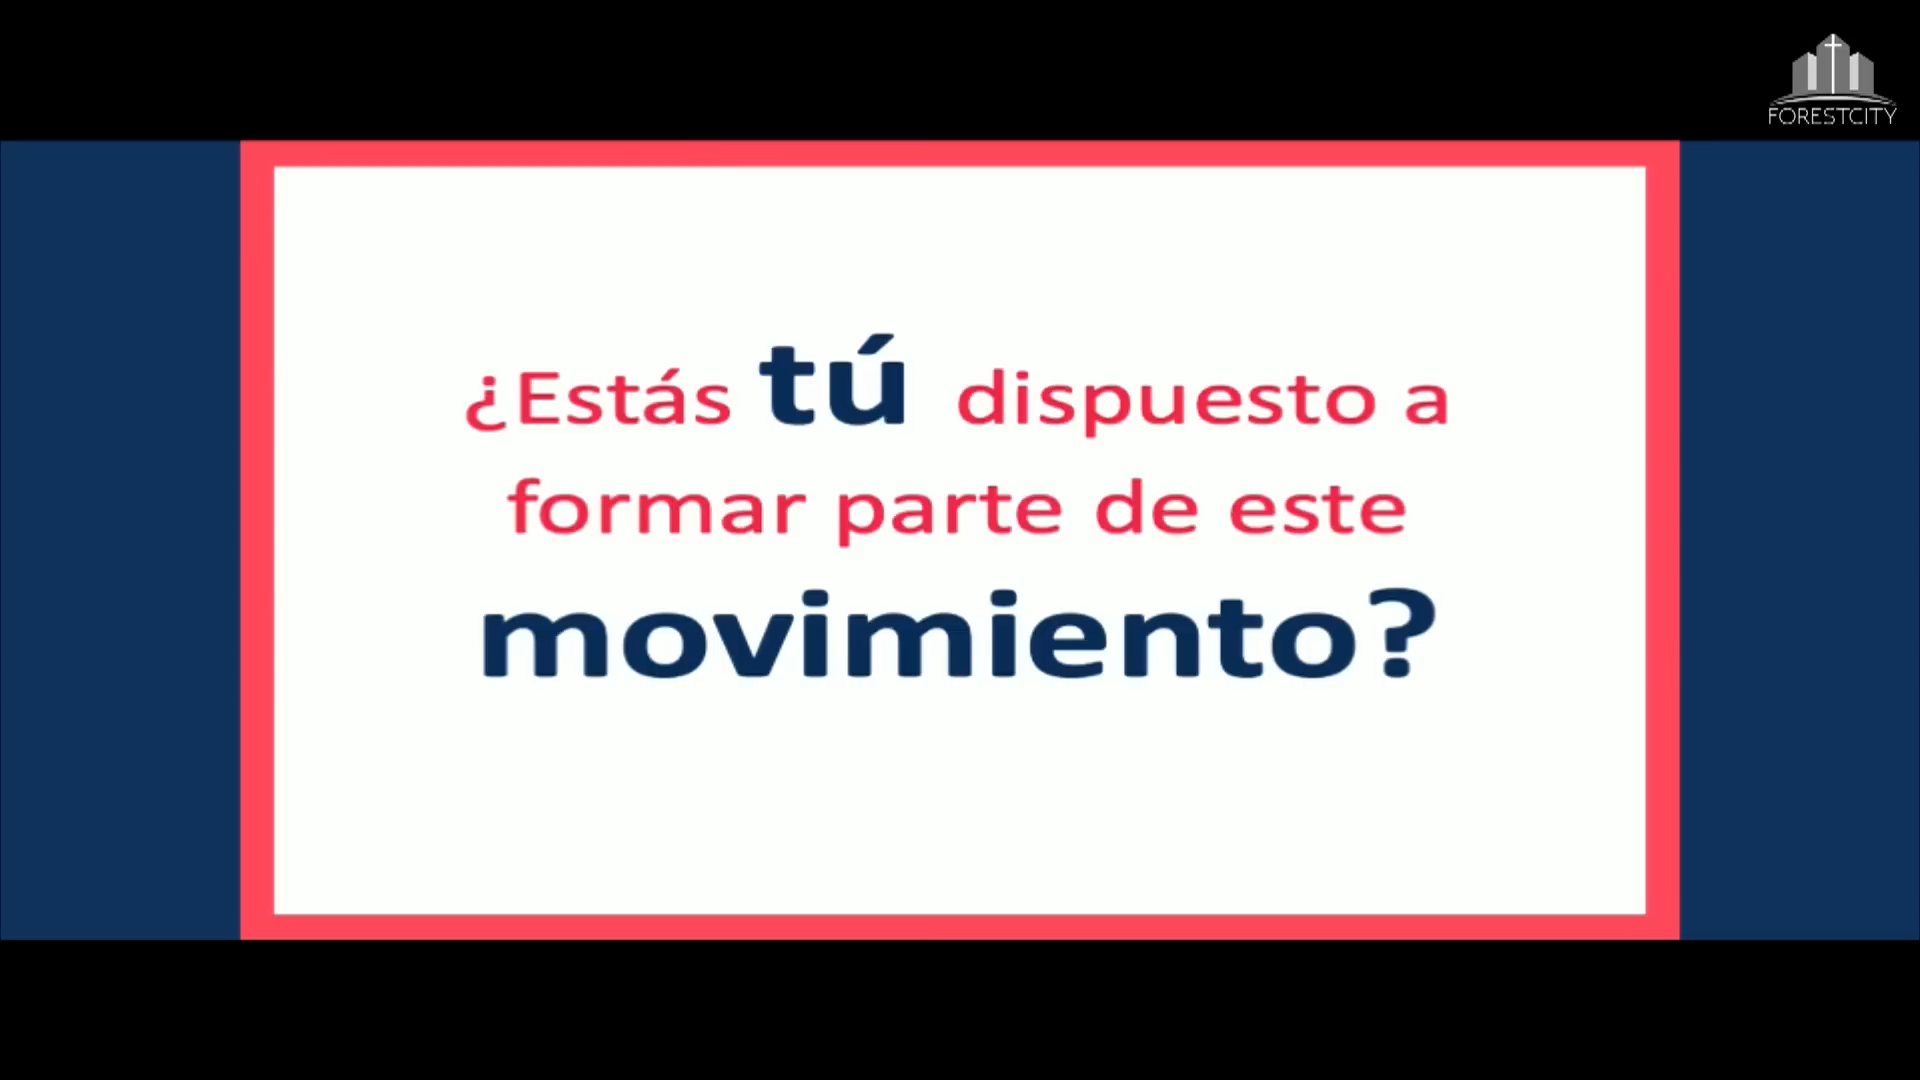 FORESTCITY
¿Estás tú dispuesto a
formar parte de este
movimiento?